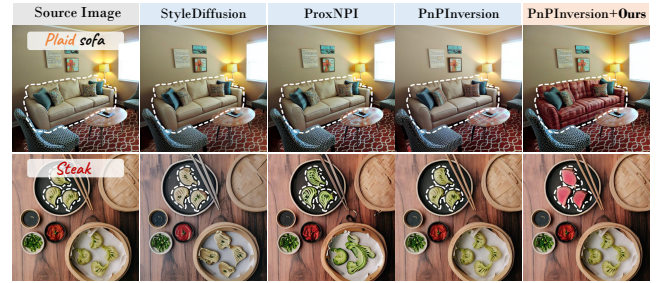 Source Image
StyleDiffusion
ProxNPI
PnPInversion
PnPInversion+Ours
Plaid sofa
Steak